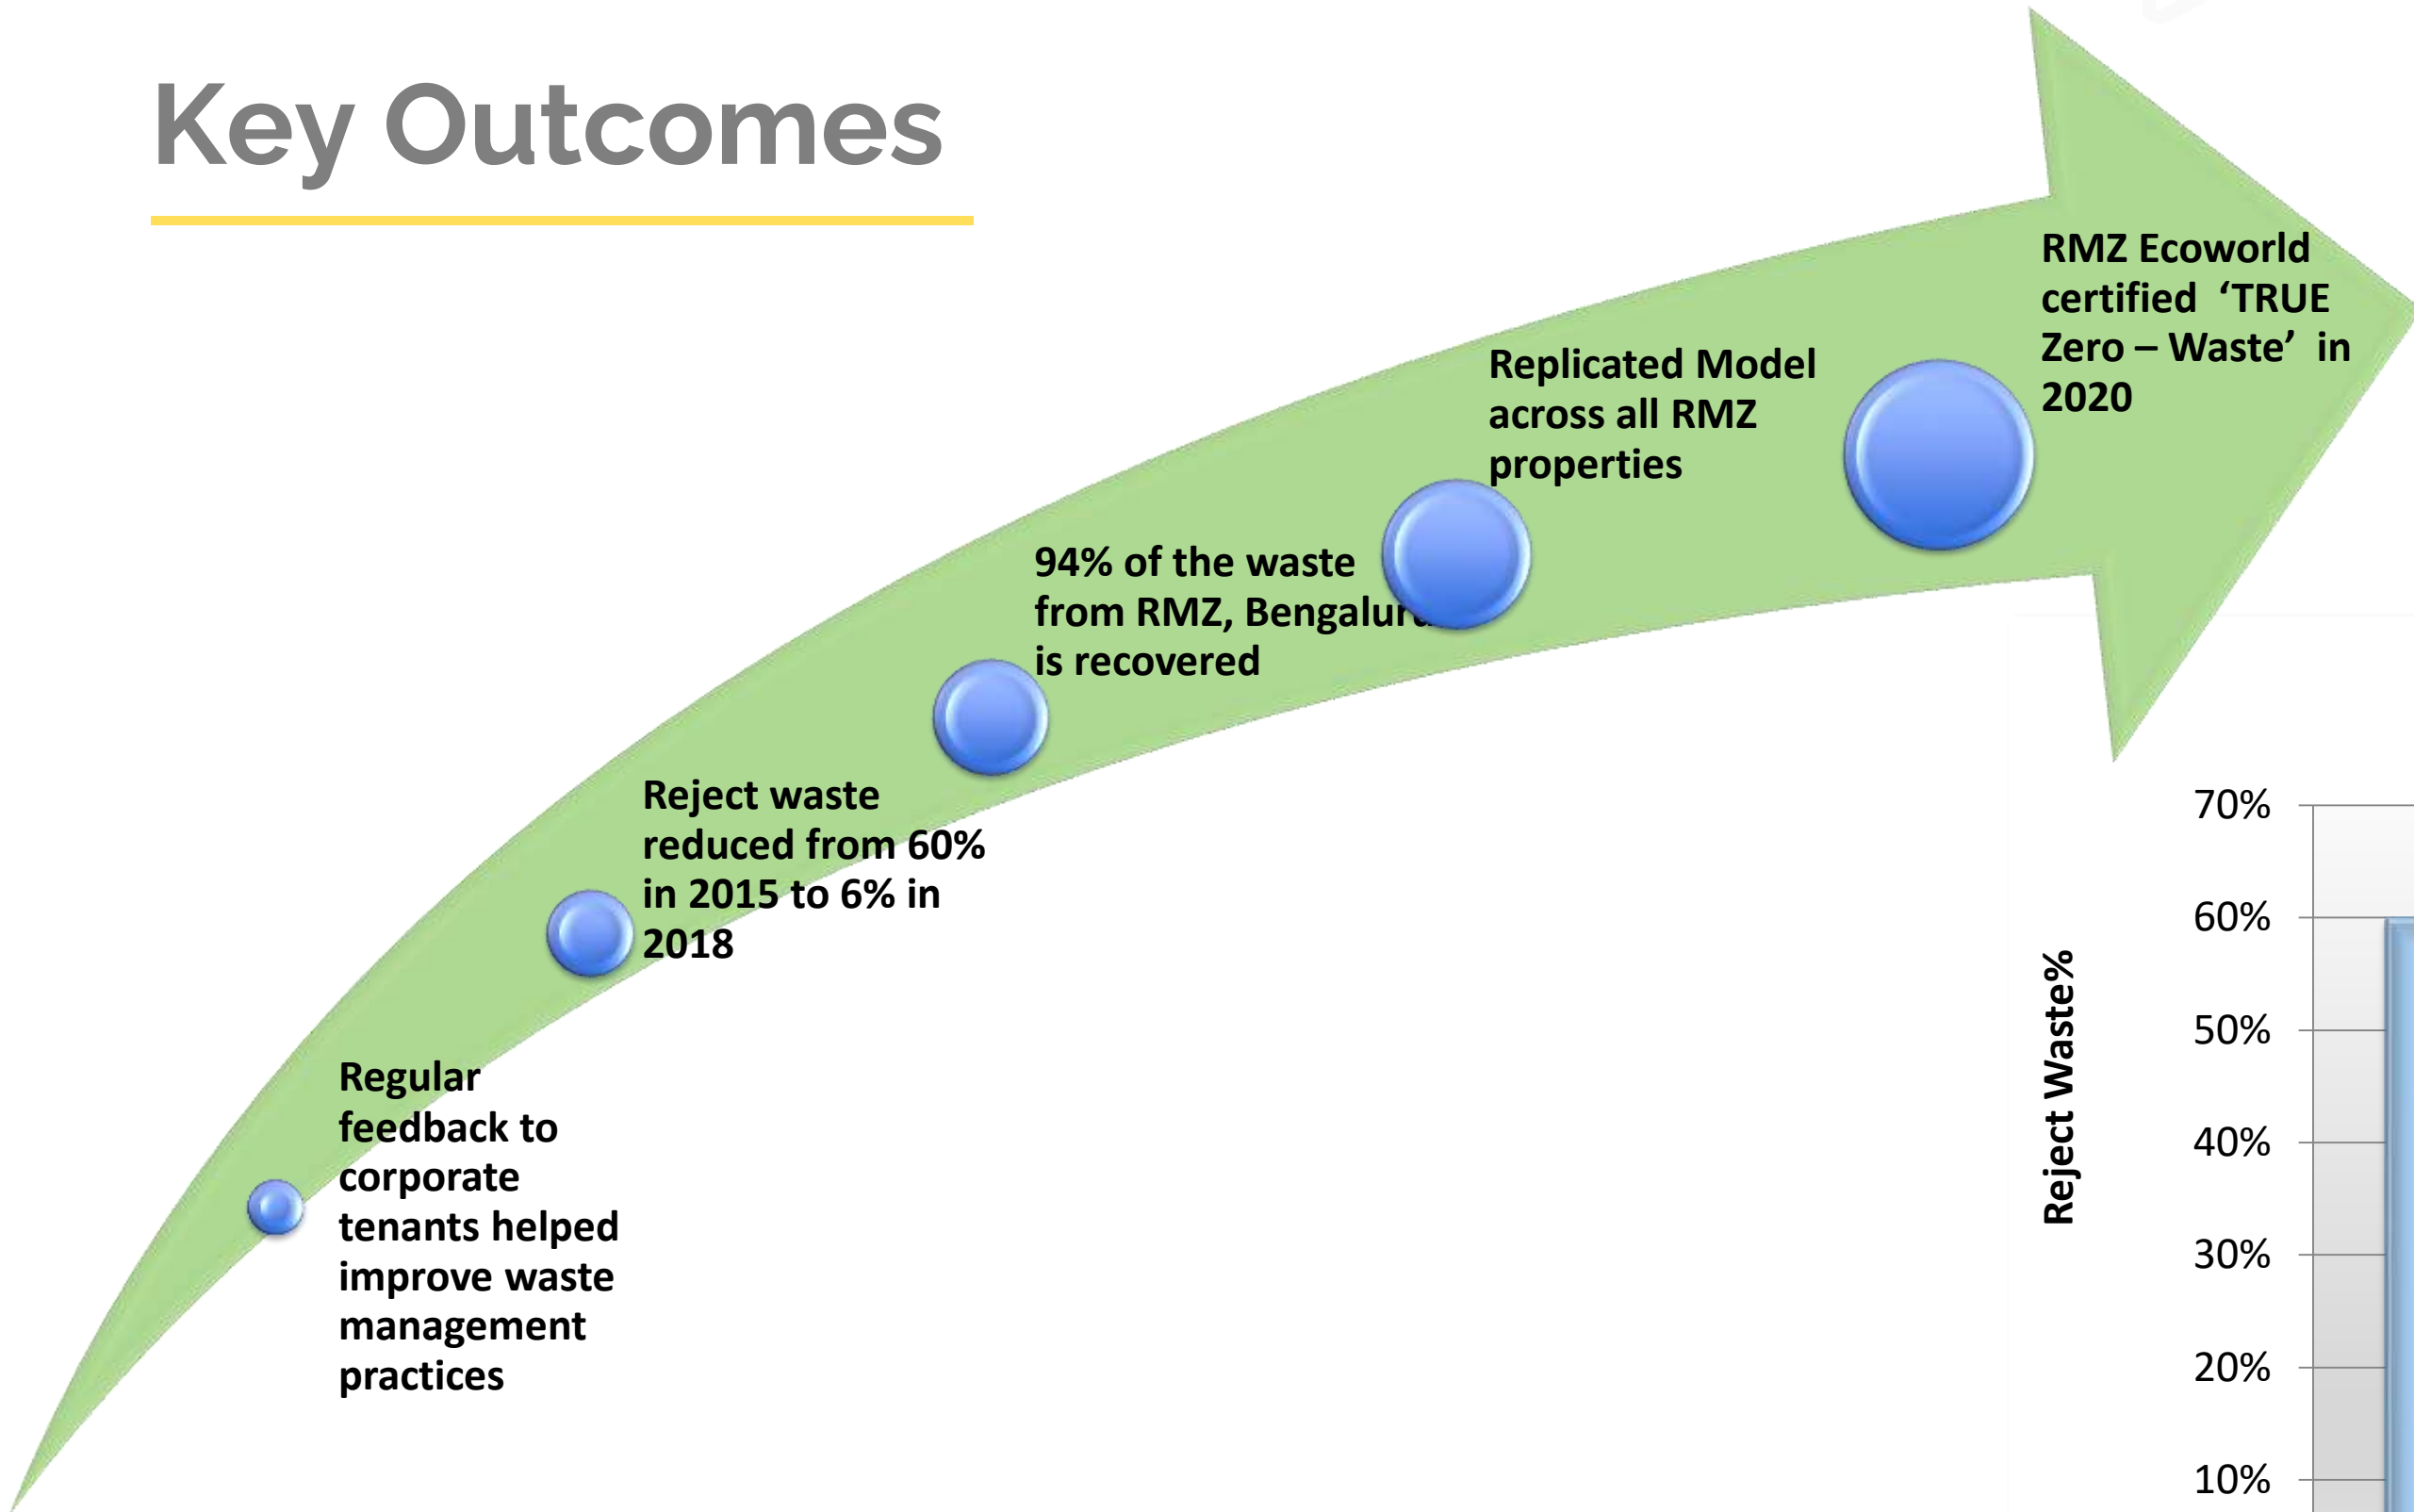 Key Outcomes
RMZ Ecoworld
certified ‘TRUE
Zero – Waste’ in
2020
Replicated Model
across all RMZ
properties
94% of the waste
from RMZ, Bengaluru
is recovered
Reject waste
reduced from 60%
in 2015 to 6% in
2018
Regular
feedback to
corporate
tenants helped
improve waste
management
practices
Reject Waste%
70%
60%
50%
40%
30%
20%
10%